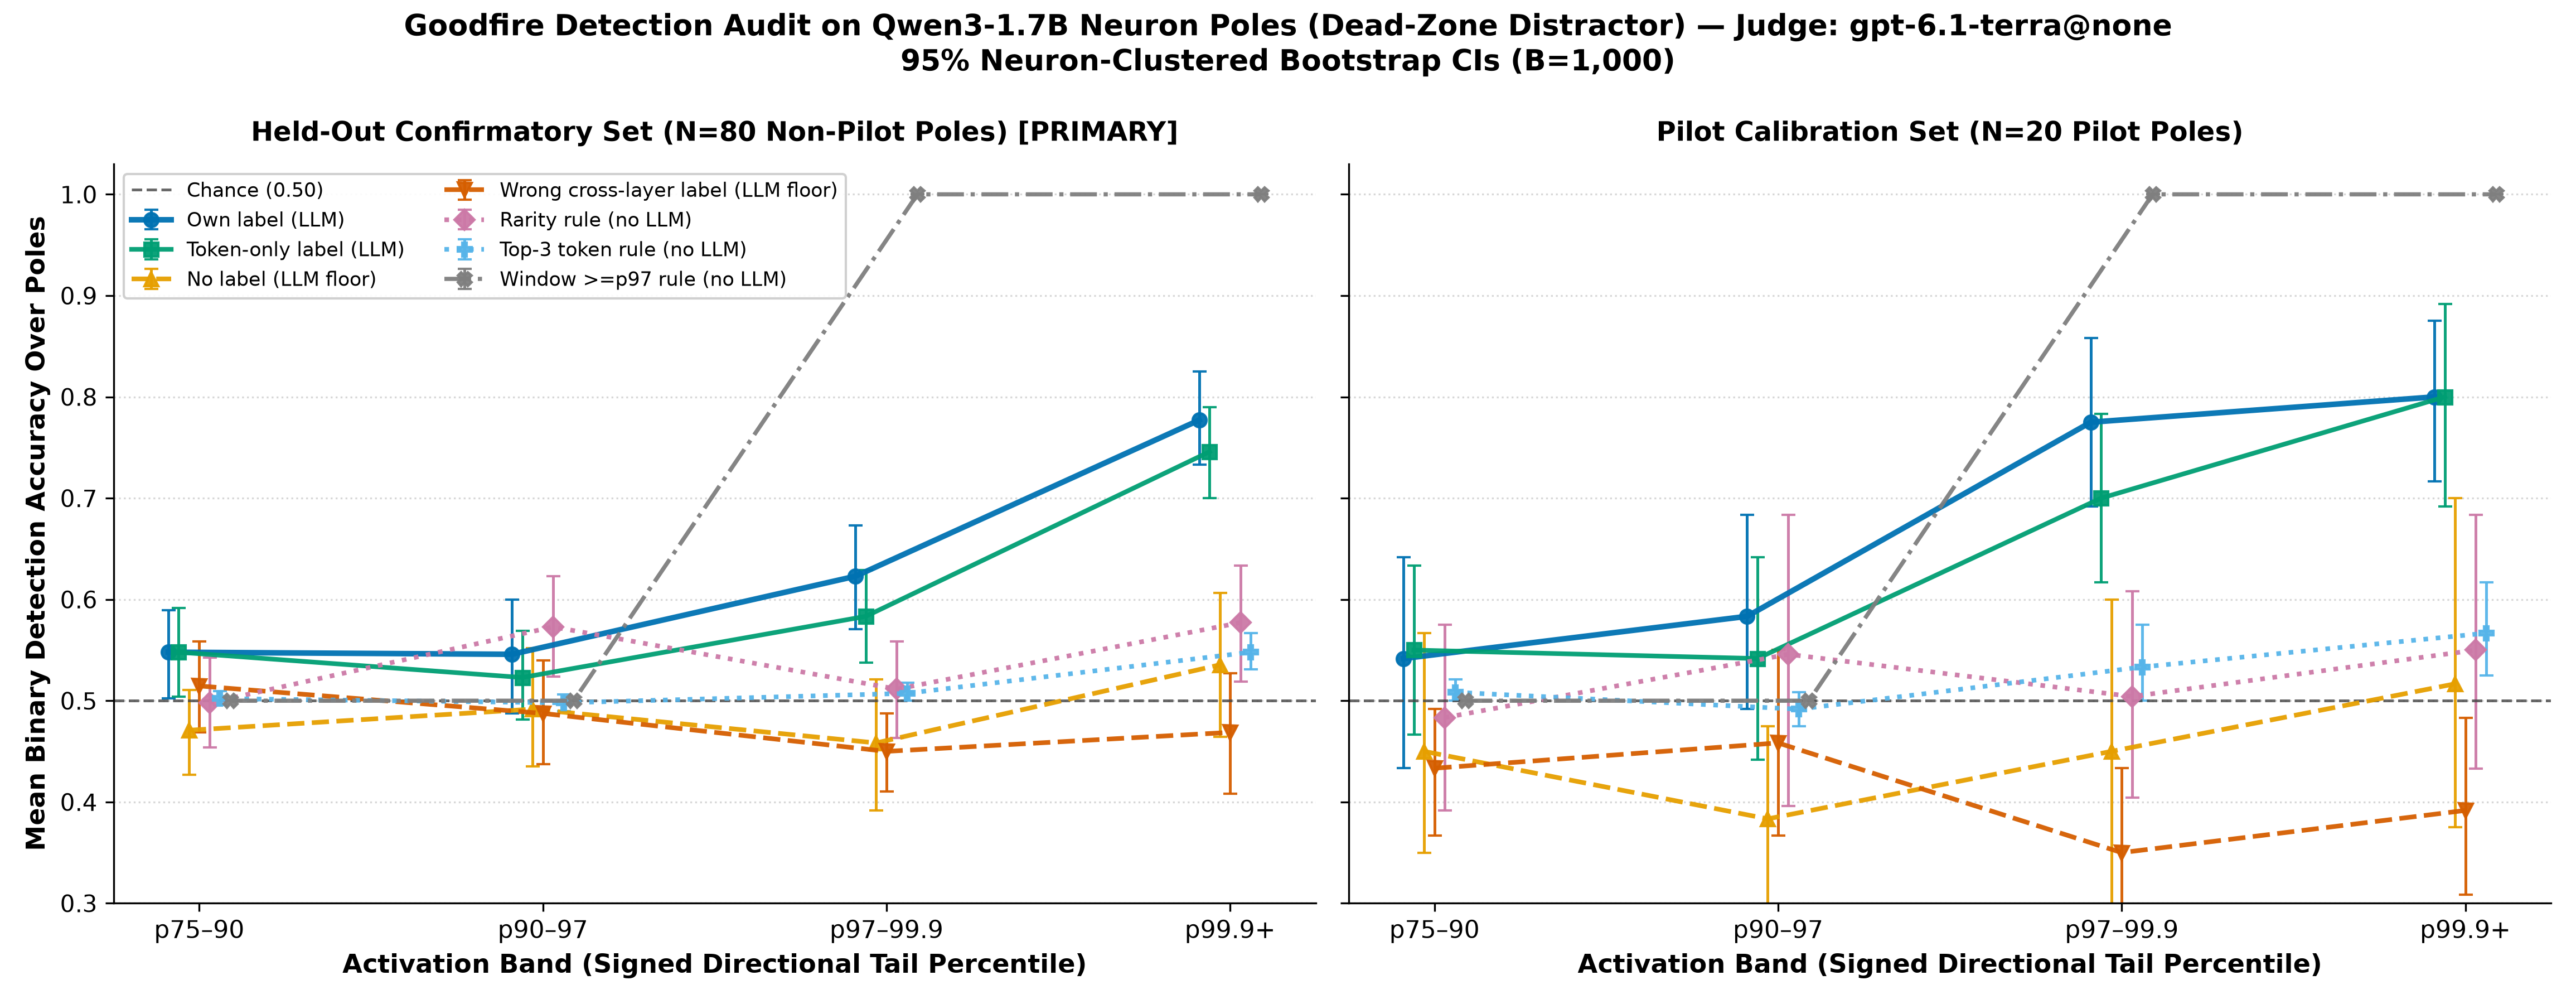 Goodfire Detection Audit on Qwen3-1.7B Neuron Poles (Dead-Zone Distractor) — Judge: gpt-6.1-terra@none
95% Neuron-Clustered Bootstrap CIs (B=1,000)
Held-Out Confirmatory Set (N=80 Non-Pilot Poles) [PRIMARY]
Mean Binary Detection Accuracy Over Poles
1.0
0.9
0.8
0.7
0.6
0.5
0.4
0.3
Chance (0.50)
Own label (LLM)
Token-only label (LLM)
No label (LLM floor)
Wrong cross-layer label (LLM floor)
Rarity rule (no LLM)
Top-3 token rule (no LLM)
Window >=p97 rule (no LLM)
p75–90
p90–97
p97–99.9
p99.9+
Activation Band (Signed Directional Tail Percentile)
Pilot Calibration Set (N=20 Pilot Poles)
p75–90
p90–97
p97–99.9
p99.9+
Activation Band (Signed Directional Tail Percentile)